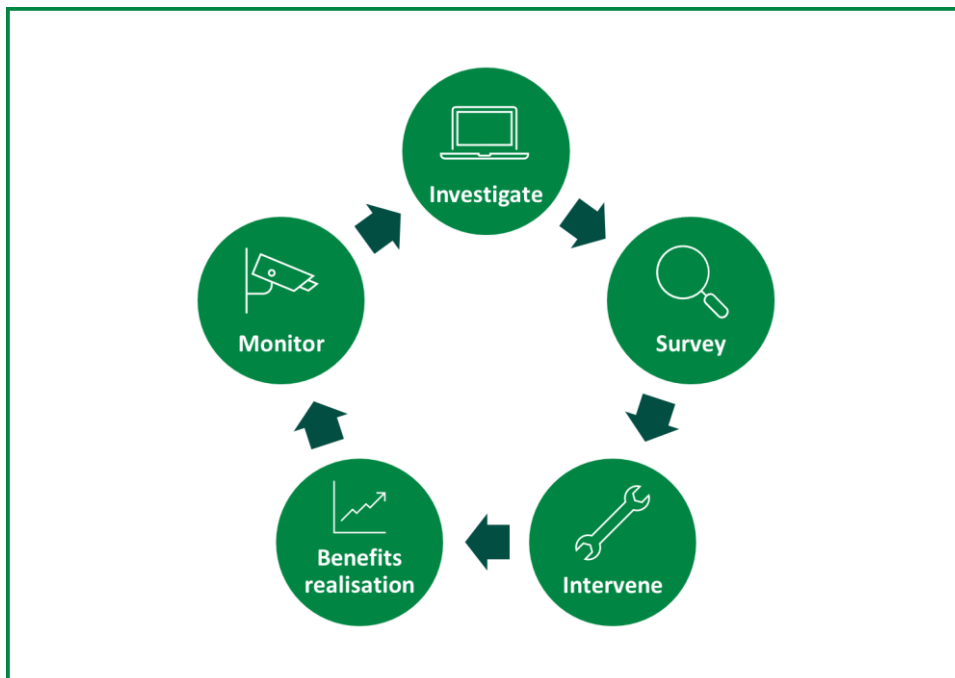 Investigate
Survey
Intervene
Benefits
realisation
Monitor